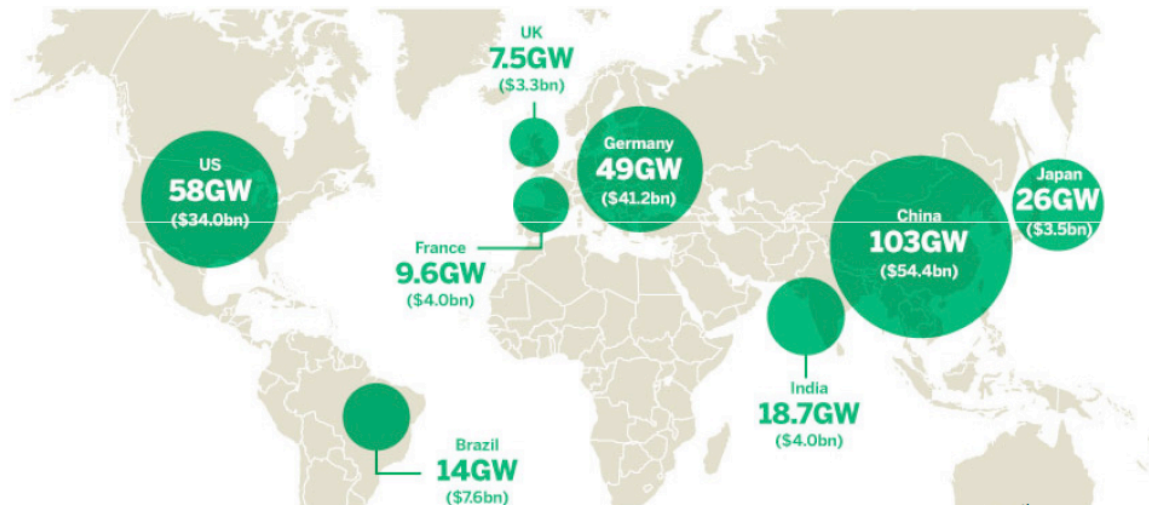 UK
7.5GW
($3.3bn)
US
58GW
($34.0bn)
Germany
49GW
($41.2bn)
France
9.6GW
($4.0bn)
China
103GW
($54.4bn)
Japan
26GW
($3.5bn)
India
18.7GW
($4.0bn)
Brazil
14GW
($7.6bn)